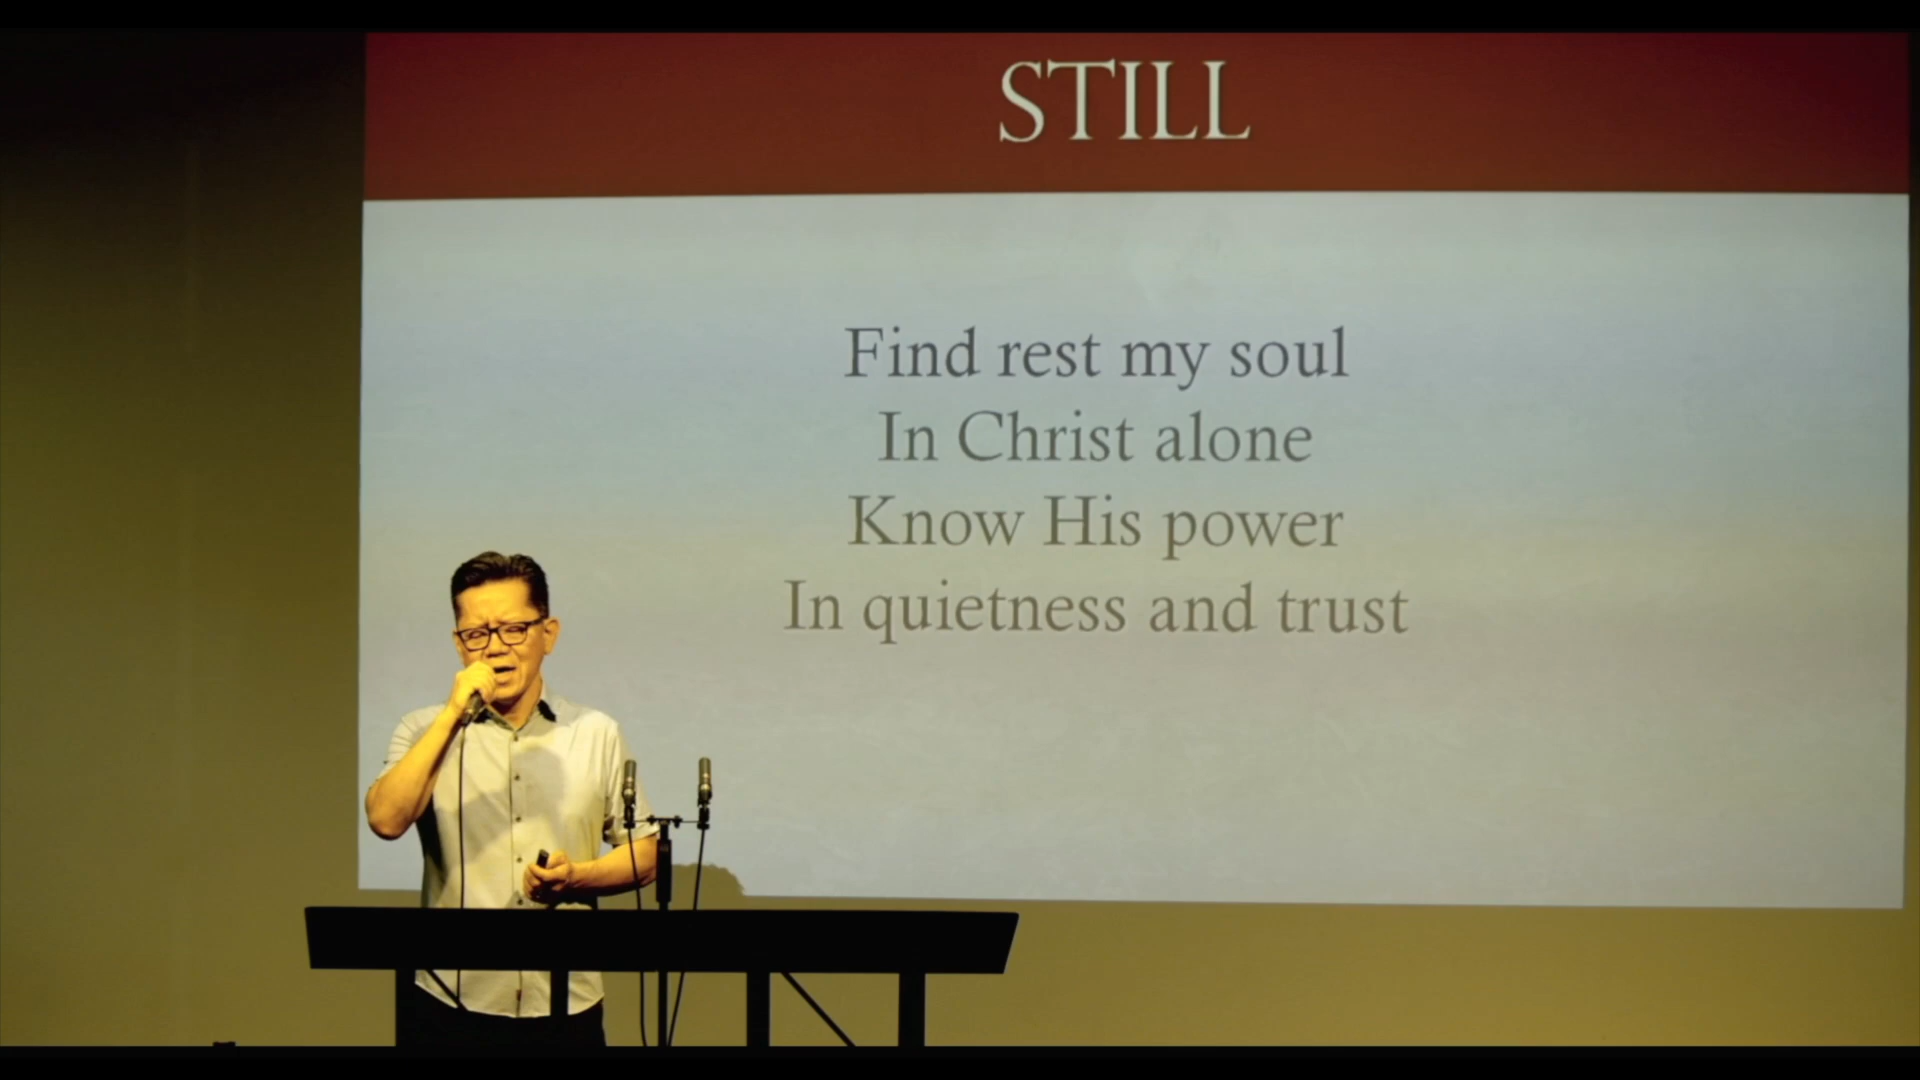 STILL
Find rest my soul
In Christ alone
Know His power
In quietness and trust